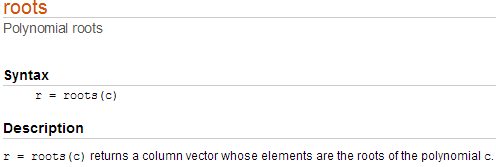 roots
Polynomial roots
Syntax
r = roots(c)
Description
r = roots(c) returns a column vector whose elements are the roots of the polynomial c.